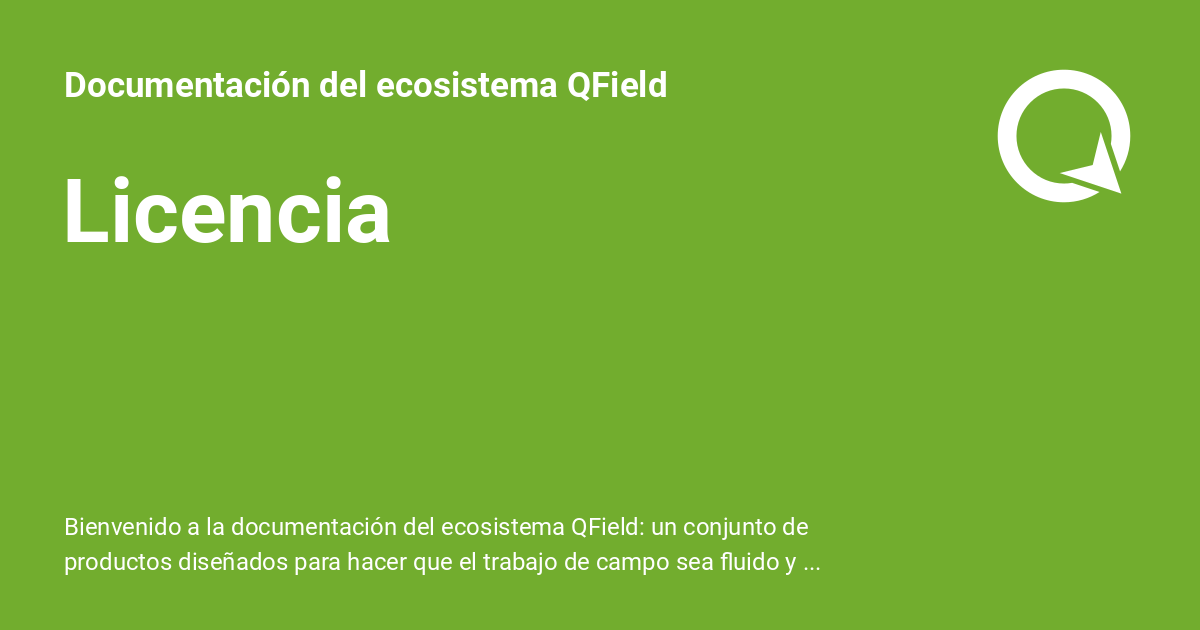 Documentación del ecosistema QField
Licencia
Bienvenido a la documentación del ecosistema QField: un conjunto de
productos diseñados para hacer que el trabajo de campo sea fluido y ...